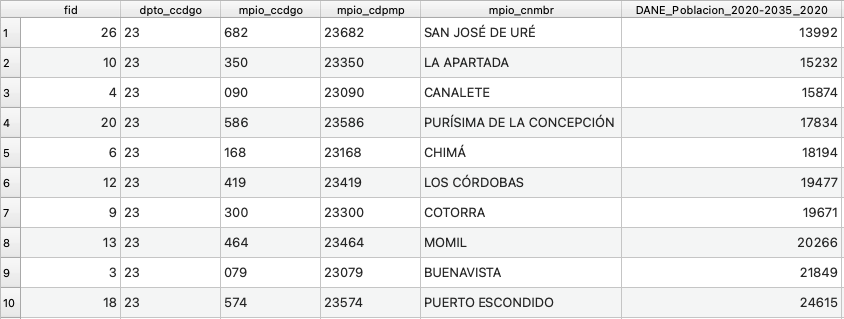 fid dpto_ccdgo mpio_ccdgo mpio_cdpmp mpio_cnmbr DANE_Poblacion_2020-2035_2020
1 26 23 682 23682 SAN JOSÉ DE URÉ 13992
2 10 23 350 23350 LA APARTADA 15232
3 4 23 090 23090 CANALETE 15874
4 20 23 586 23586 PURÍSIMA DE LA CONCEPCIÓN 17834
5 6 23 168 23168 CHIMÁ 18194
6 12 23 419 23419 LOS CÓRDOBAS 19477
7 9 23 300 23300 COTORRA 19671
8 13 23 464 23464 MOMIL 20266
9 3 23 079 23079 BUENAVISTA 21849
10 18 23 574 23574 PUERTO ESCONDIDO 24615